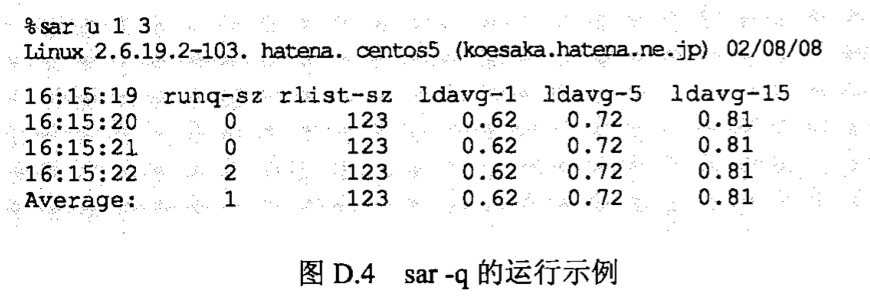 %sar u 1 3
Linux 2.6.19.2-103. hatena. centos5 (koesaka.hatena.ne.jp) 02/08/08
16:15:19 runq-sz rlist-sz ldavg-1 ldavg-5 ldavg-15
16:15:20 0 123 0.62 0.72 0.81
16:15:21 0 123 0.62 0.72 0.81
16:15:22 2 123 0.62 0.72 0.81
Average: 1 123 0.62 0.72 0.81
图 D.4 sar -q 的运行示例